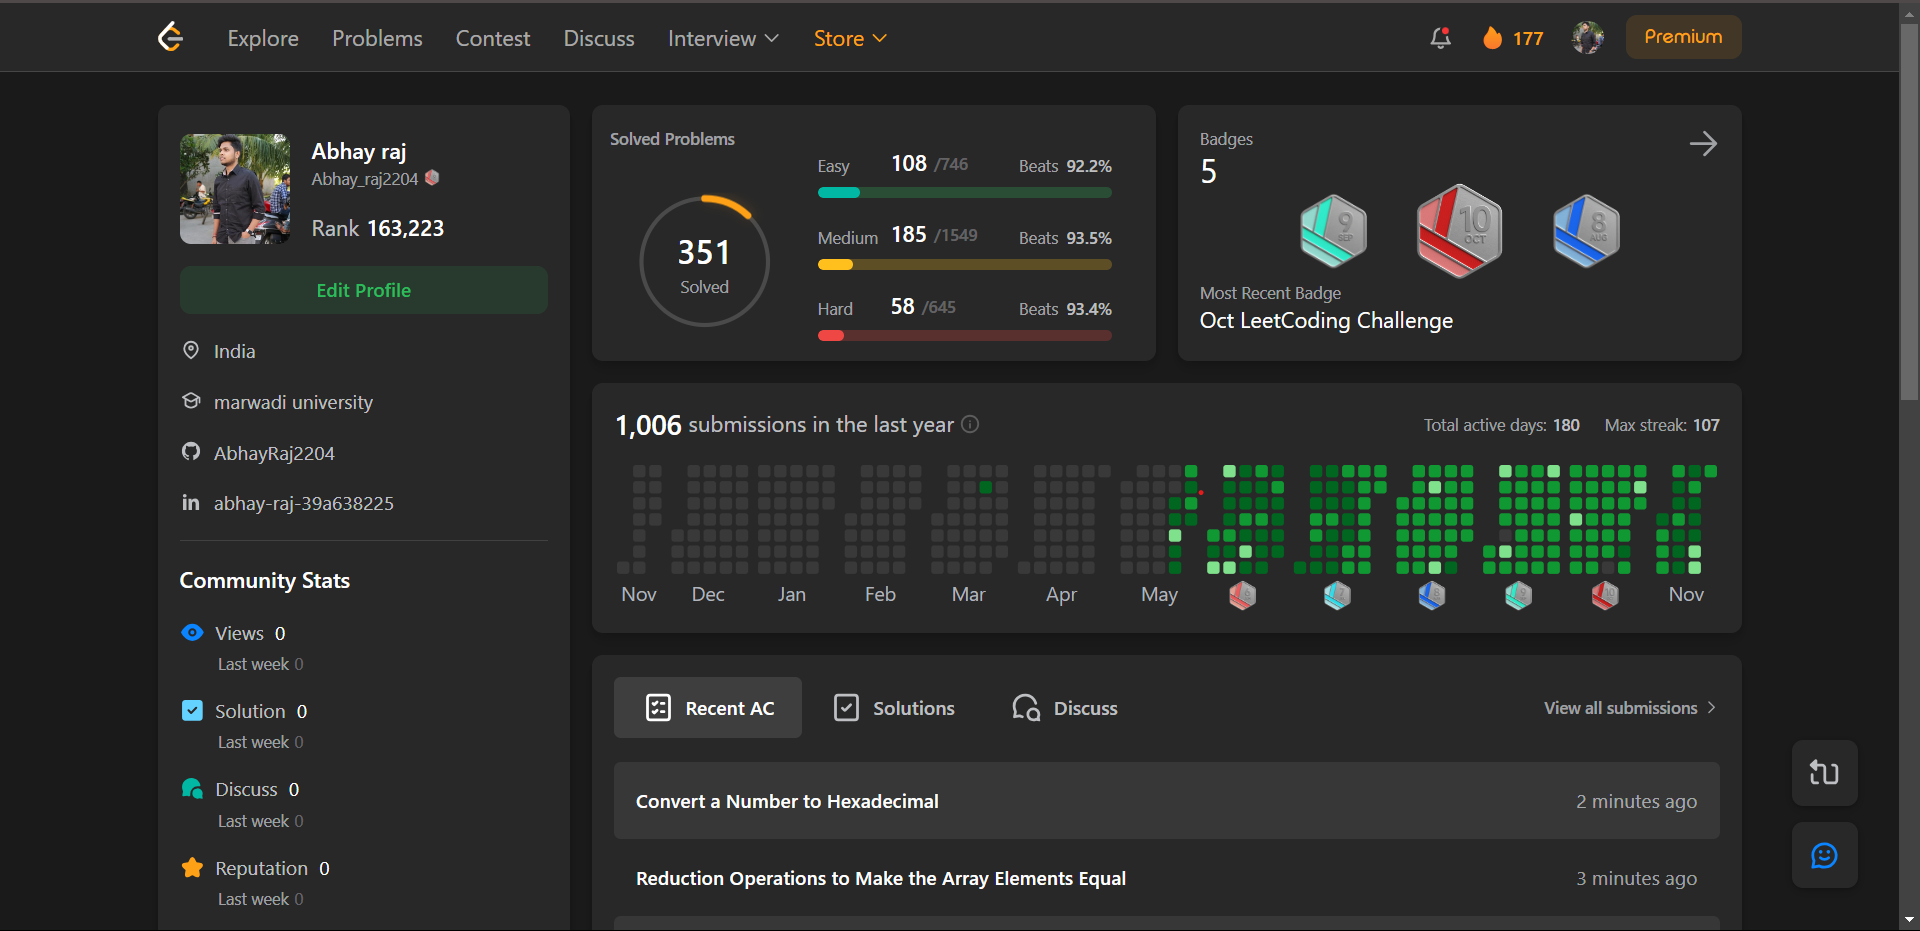 Explore Problems Contest Discuss Interview Store 177 Premium
Abhay raj
Abhay_raj2204
Rank 163,223
Edit Profile
India
marwadi university
AbhayRaj2204
in abhay-raj-39a638225
Community Stats
Views 0
Last week 0
Solution 0
Last week 0
Discuss 0
Last week 0
Reputation 0
Last week 0
Solved Problems
351
Solved
Easy 108 /746 Beats 92.2%
Medium 185 /1549 Beats 93.5%
Hard 58 /645 Beats 93.4%
Badges
5
9 SEP
10 OCT
8 AUG
Most Recent Badge
Oct LeetCoding Challenge
1,006 submissions in the last year
Total active days: 180 Max streak: 107
Nov Dec Jan Feb Mar Apr May Nov
Recent AC Solutions Discuss View all submissions
Convert a Number to Hexadecimal 2 minutes ago
Reduction Operations to Make the Array Elements Equal 3 minutes ago